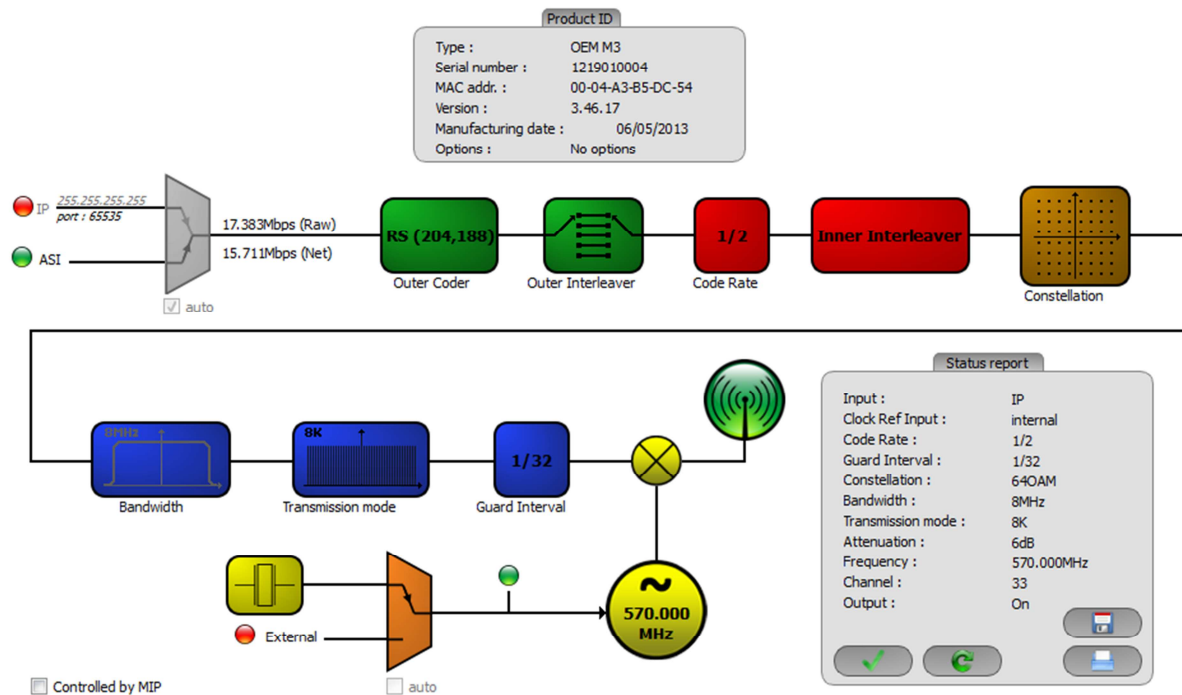 Product ID
Type : OEM M3
Serial number : 1219010004
MAC addr. : 00-04-A3-B5-DC-54
Version : 3.46.17
Manufacturing date : 06/05/2013
Options : No options
IP 255.255.255.255
port : 65535
ASI
auto
17.383Mbps (Raw)
15.711Mbps (Net)
RS (204,188)
Outer Coder
Outer Interleaver
1/2
Code Rate
Inner Interleaver
Constellation
8MHz
Bandwidth
8K
Transmission mode
1/32
Guard Interval
External
auto
~
570.000
MHz
Controlled by MIP
Status report
Input : IP
Clock Ref Input : internal
Code Rate : 1/2
Guard Interval : 1/32
Constellation : 64OAM
Bandwidth : 8MHz
Transmission mode : 8K
Attenuation : 6dB
Frequency : 570.000MHz
Channel : 33
Output : On